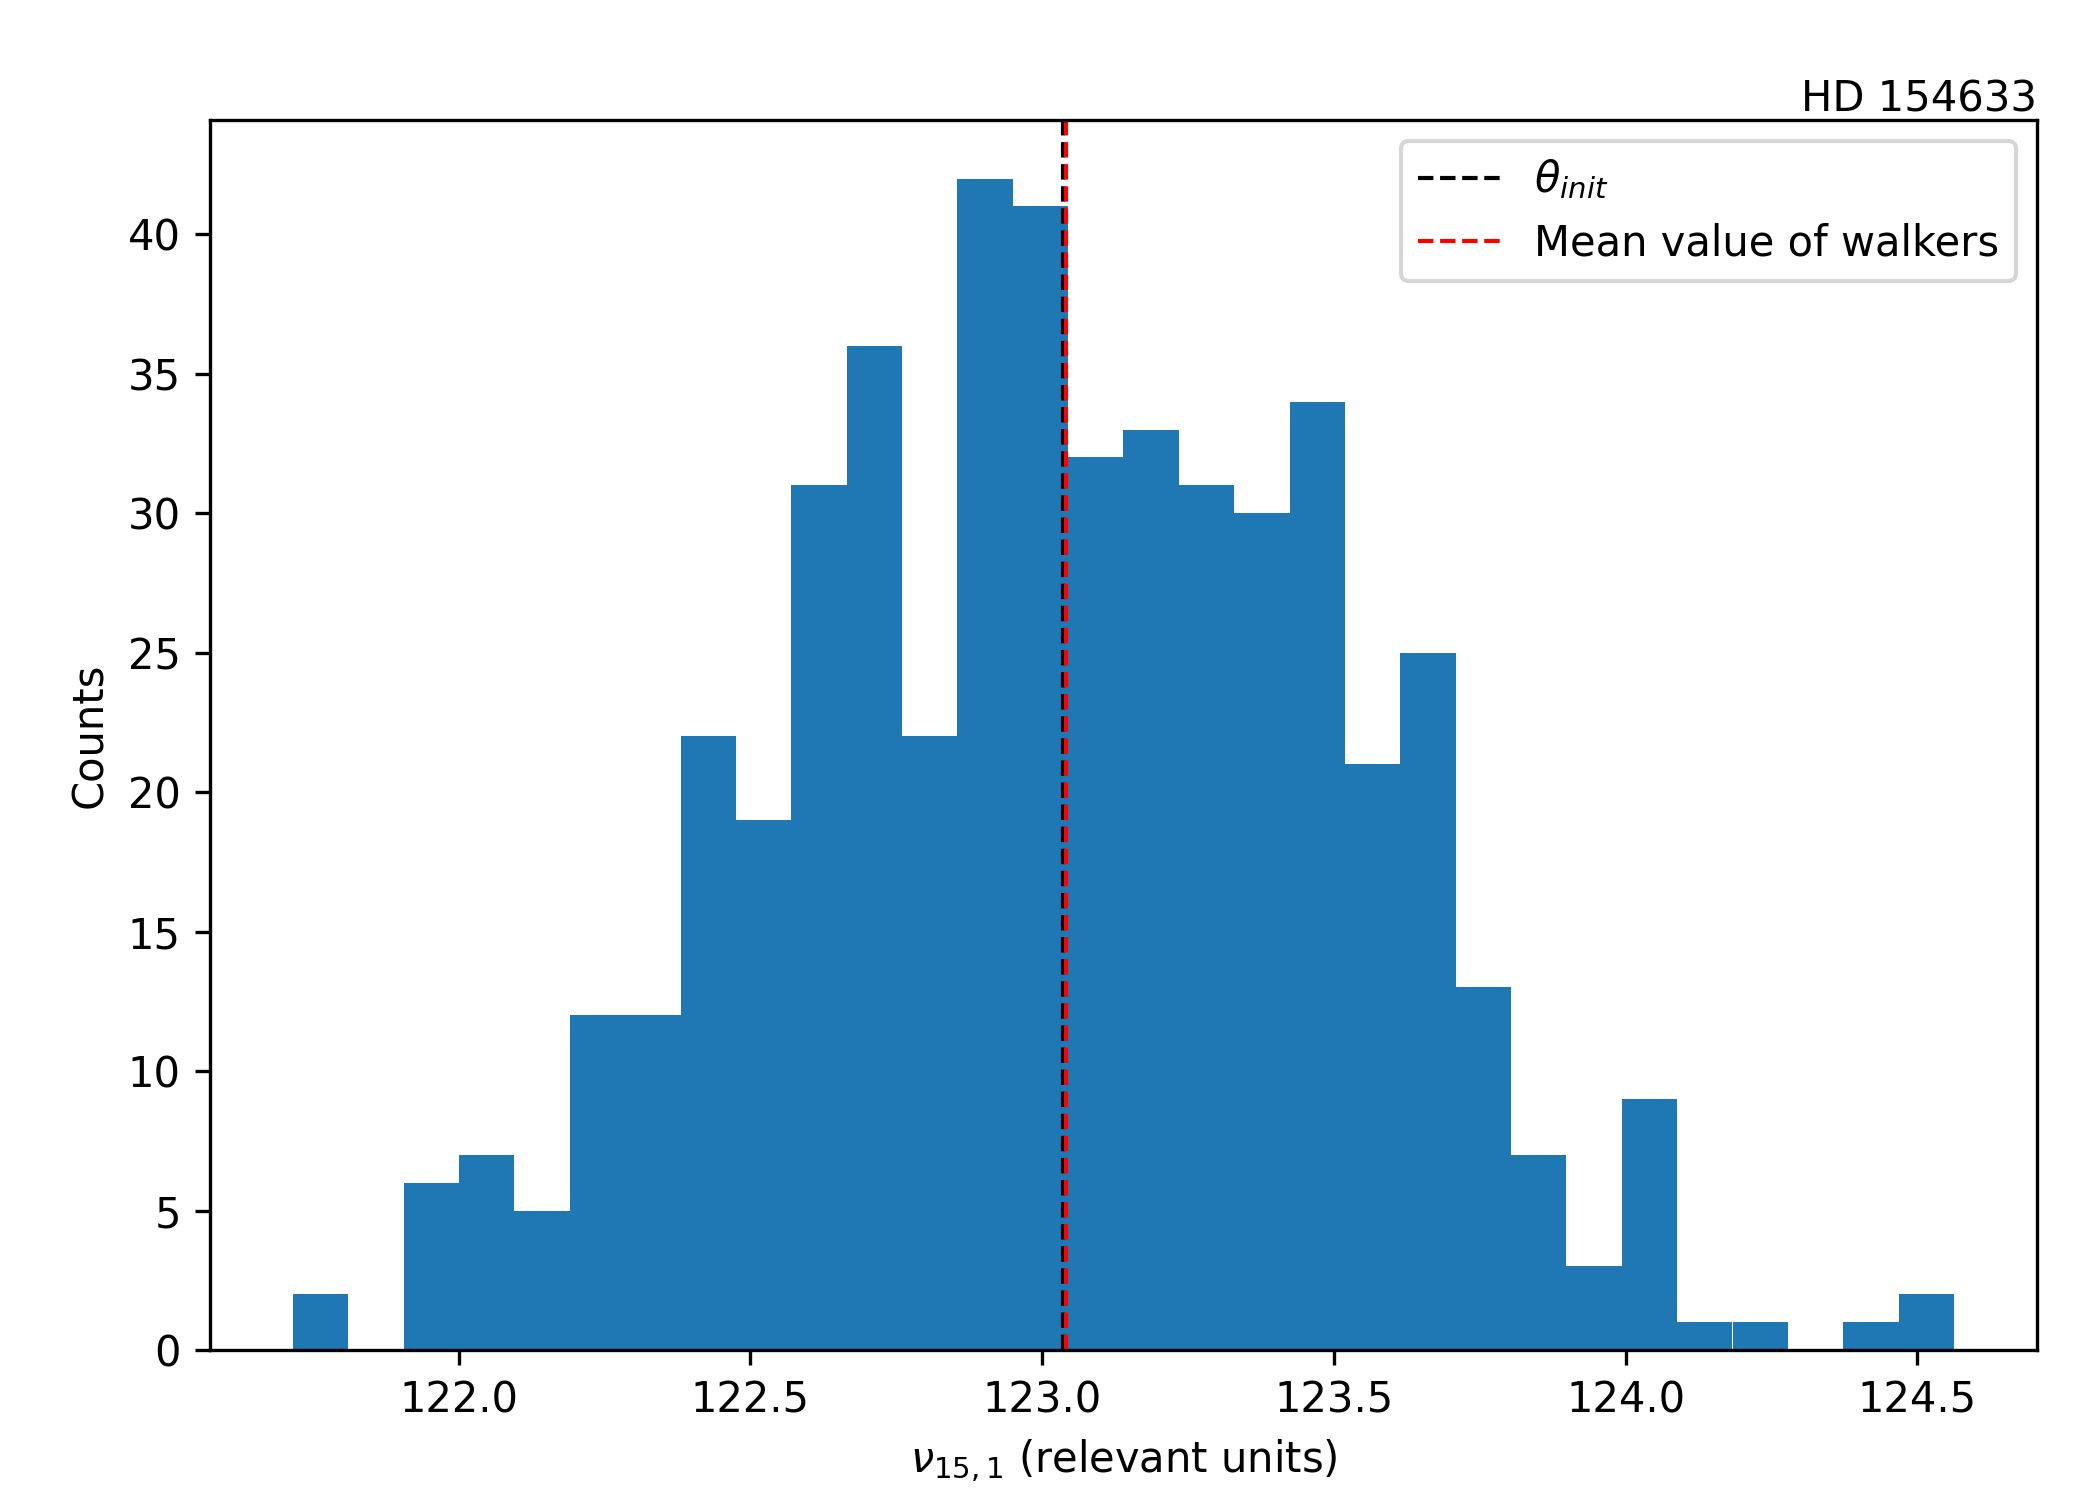 HD 154633
θinit
Mean value of walkers
40
35
30
25
20
15
10
5
0
Counts
122.0 122.5 123.0 123.5 124.0 124.5
ν15, 1 (relevant units)